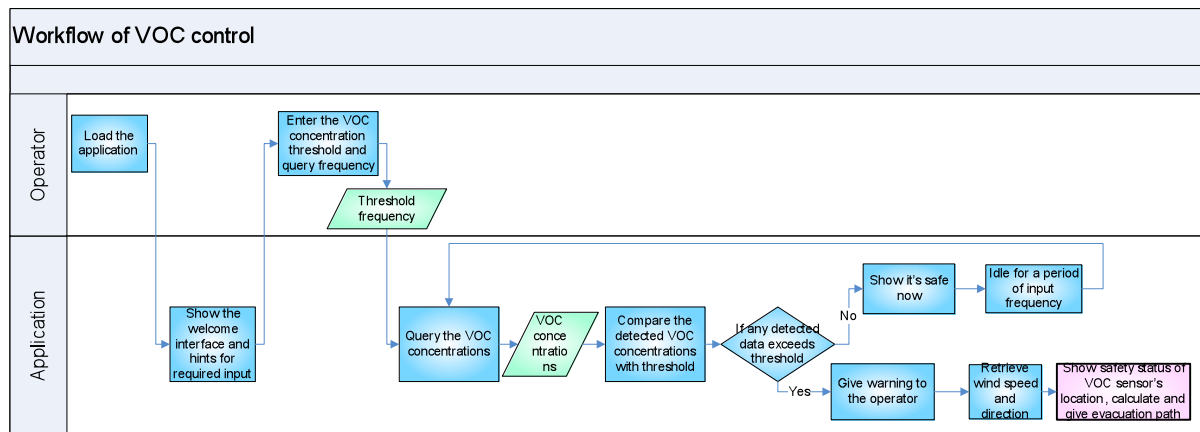 Workflow of VOC control
Operator
Load the
application
Enter the VOC
concentration
threshold and
query frequency
Threshold
frequency
Application
Show the
welcome
interface and
hints for
required input
Query the VOC
concentrations
VOC
conce
ntratio
ns
Compare the
detected VOC
concentrations
with threshold
If any detected
data exceeds
threshold
No
Show it's safe
now
Idle for a period
of input
frequency
Yes
Give warning to
the operator
Retrieve
wind speed
and
direction
Show safety status of
VOC sensor's
location, calculate and
give evacuation path